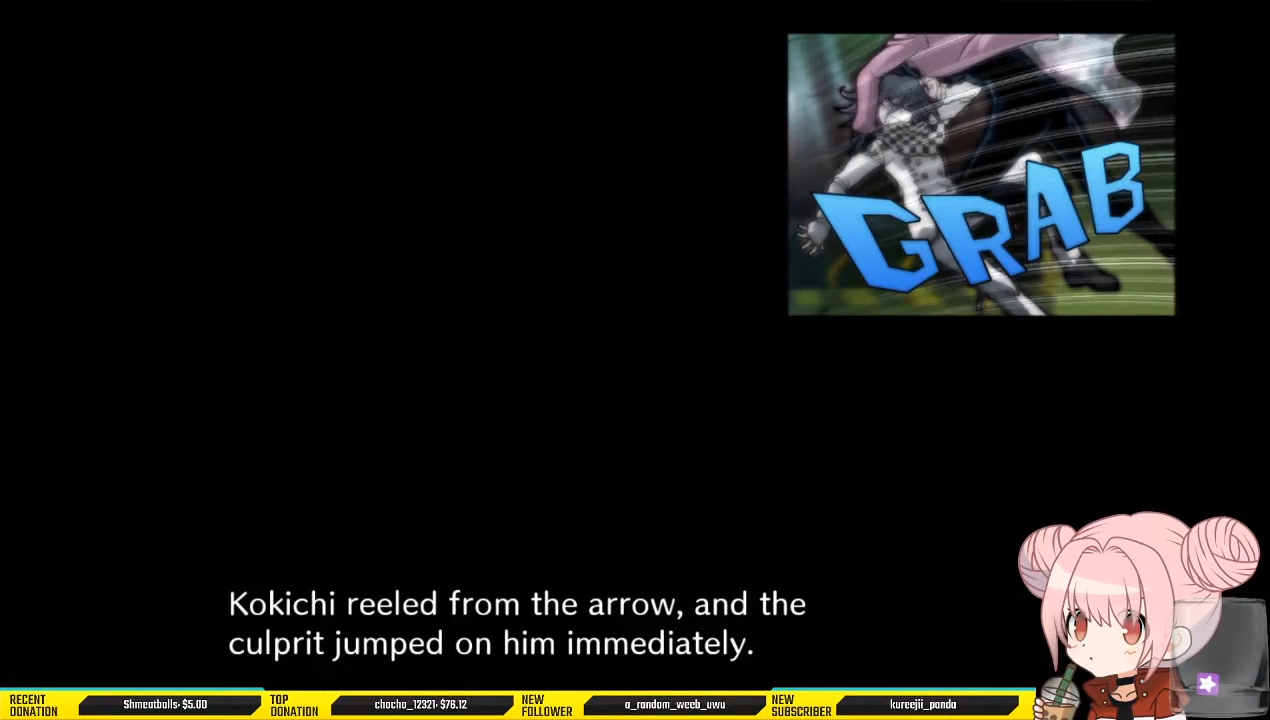 GRAB
Kokichi reeled from the arrow, and the
culprit jumped on him immediately.
RECENT DONATION
Shmeatballs: $5.00
TOP DONATION
chocho_12321: $76.12
NEW FOLLOWER
a_random_weeb_uwu
NEW SUBSCRIBER
kureejii_panda